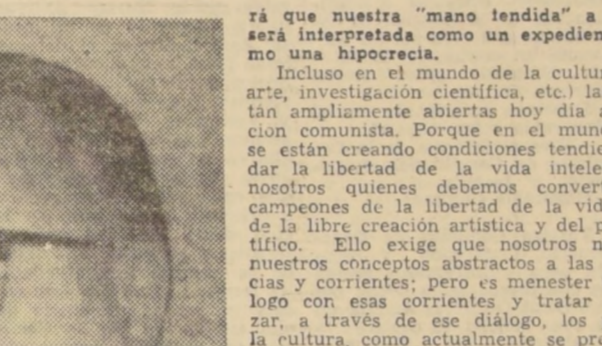 rá que nuestra "mano tendida" a
será interpretada como un expedien
mo una hipocrecia.
Incluso en el mundo de la cultur
arte, investigación científica, etc.) la
tán ampliamente abiertas hoy día a
cion comunista. Porque en el mund
se están creando condiciones tendie
dar la libertad de la vida intele
nosotros quienes debemos convert
campeones de la libertad de la vid
de la libre creación artística y del p
tífico. Ello exige que nosotros n
nuestros conceptos abstractos a las
cias y corrientes; pero es menester
logo con esas corrientes y tratar
zar, a través de ese diálogo, los
la cultura, como actualmente se pre